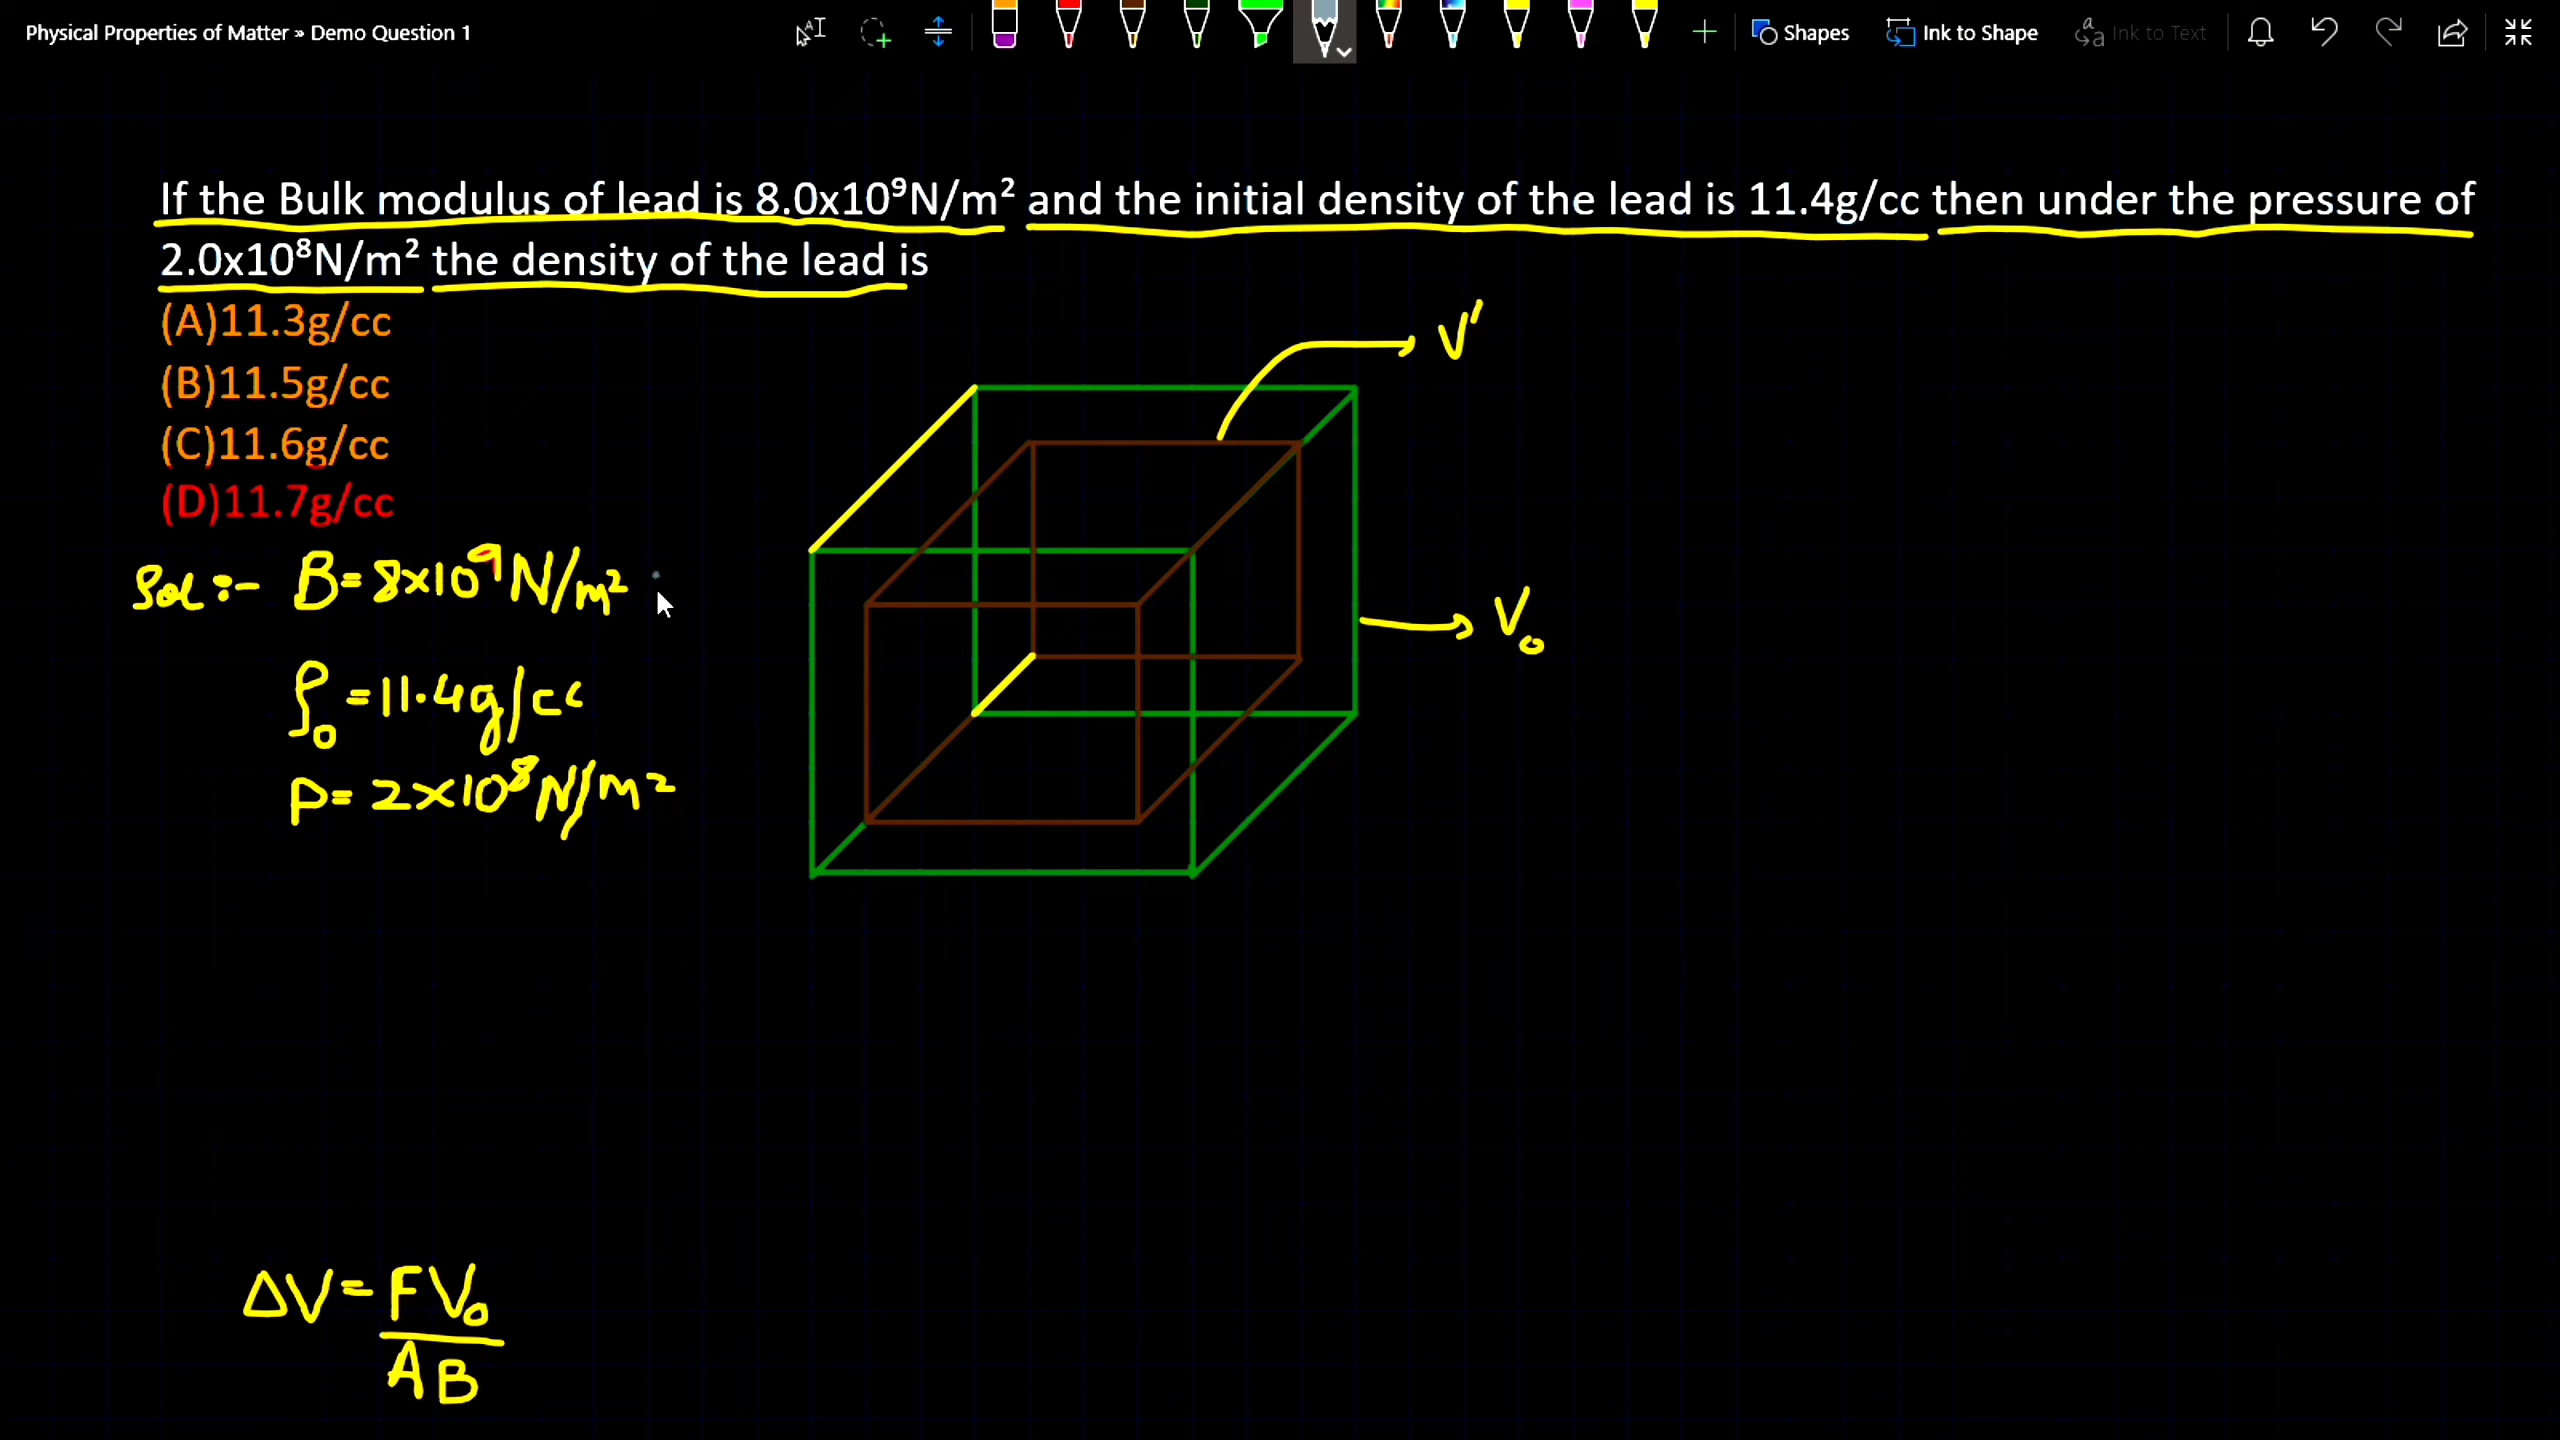 Physical Properties of Matter » Demo Question 1
Shapes
Ink to Shape
Ink to Text
If the Bulk modulus of lead is 8.0x10⁹N/m² and the initial density of the lead is 11.4g/cc then under the pressure of
2.0x10⁸N/m² the density of the lead is
(A)11.3g/cc
(B)11.5g/cc
(C)11.6g/cc
(D)11.7g/cc
V'
Sol :- B=8×10⁹N/m²
V₀
ρ₀=11.4g/cc
P=2×10⁸N/m²
ΔV=FV₀
AB